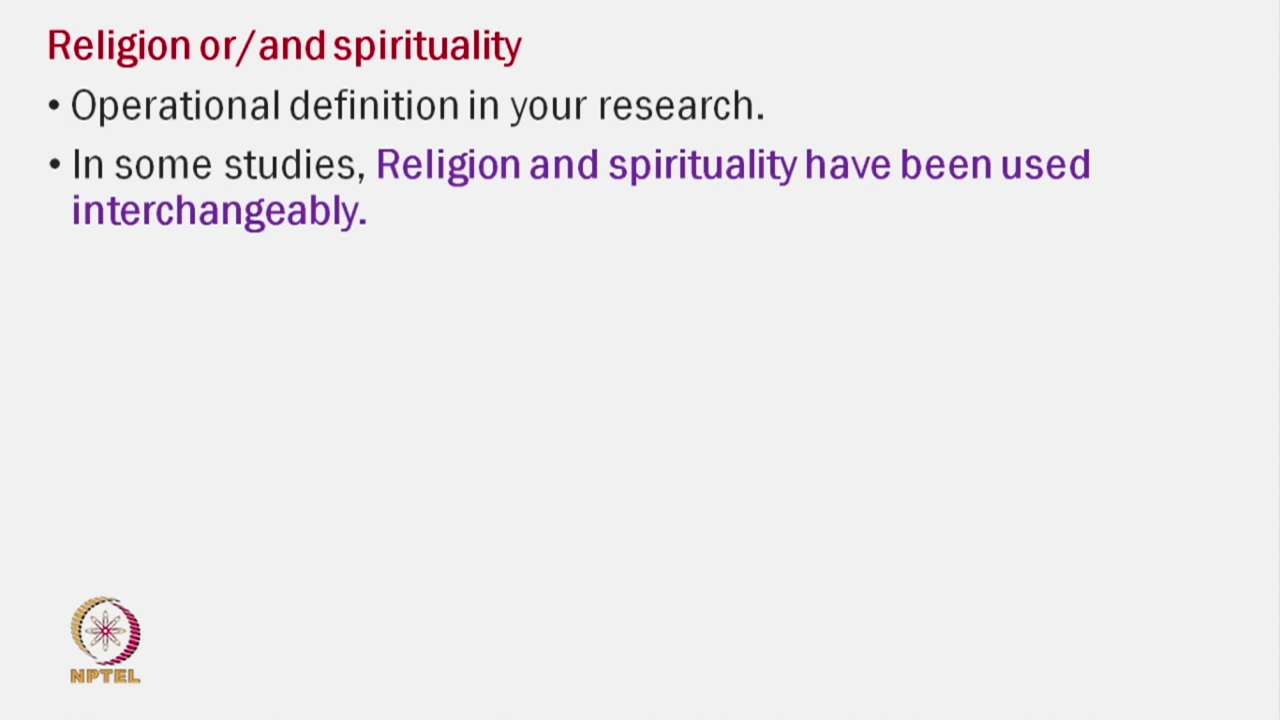 Religion or/and spirituality
• Operational definition in your research.
• In some studies, Religion and spirituality have been used
interchangeably.
NPTEL